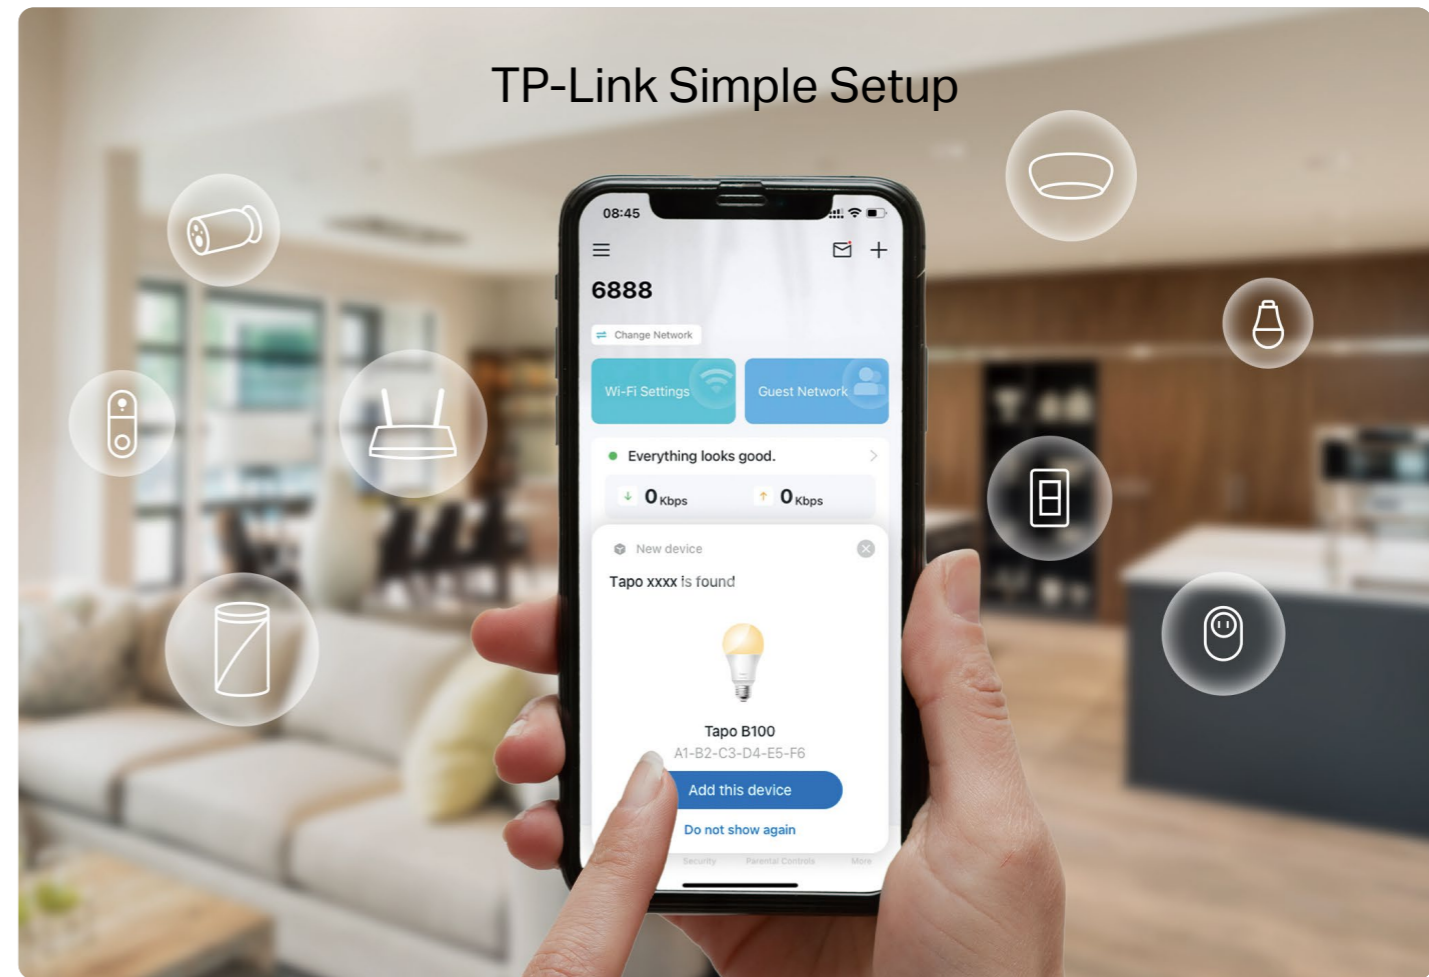 TP-Link Simple Setup
08:45
6888
Change Network
Wi-Fi Settings
Guest Network
Everything looks good.
0 Kbps
0 Kbps
New device
Tapo xxxx is found
Tapo B100
A1-B2-C3-D4-E5-F6
Add this device
Do not show again
Security
Parental Controls
More